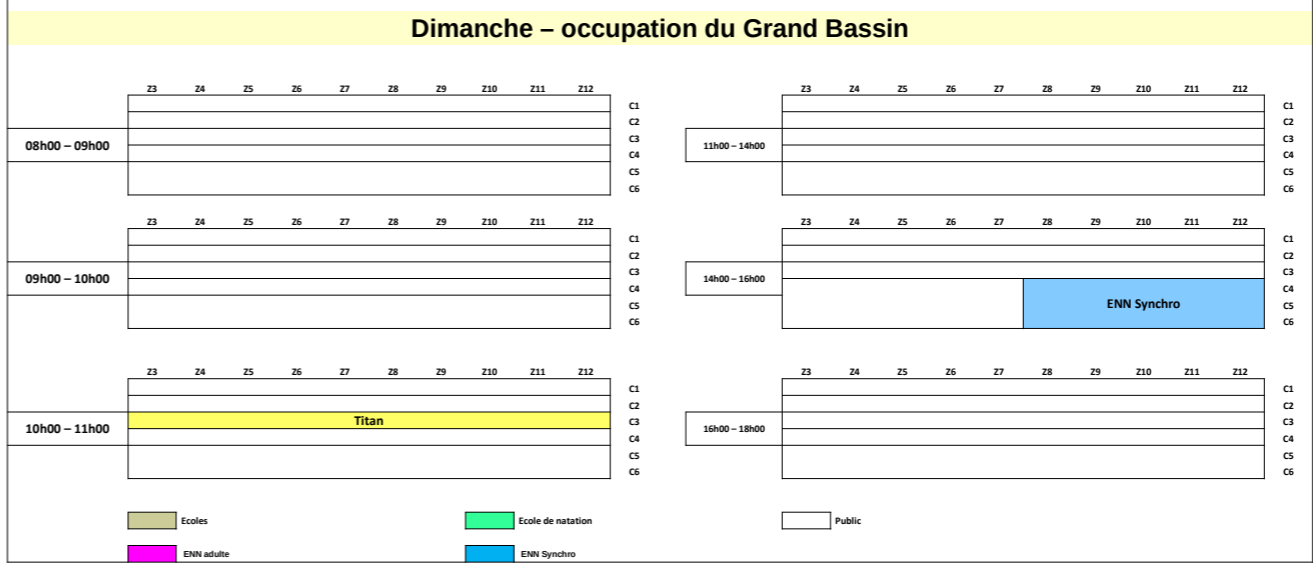 Dimanche – occupation du Grand Bassin
Z3 Z4 Z5 Z6 Z7 Z8 Z9 Z10 Z11 Z12
C1
C2
08h00 – 09h00
C3
C4
C5
C6
Z3 Z4 Z5 Z6 Z7 Z8 Z9 Z10 Z11 Z12
C1
C2
11h00 – 14h00
C3
C4
C5
C6
Z3 Z4 Z5 Z6 Z7 Z8 Z9 Z10 Z11 Z12
C1
C2
09h00 – 10h00
C3
C4
C5
C6
Z3 Z4 Z5 Z6 Z7 Z8 Z9 Z10 Z11 Z12
C1
C2
14h00 – 16h00
C3
C4
ENN Synchro
C5
C6
Z3 Z4 Z5 Z6 Z7 Z8 Z9 Z10 Z11 Z12
C1
C2
10h00 – 11h00
Titan
C3
C4
C5
C6
Z3 Z4 Z5 Z6 Z7 Z8 Z9 Z10 Z11 Z12
C1
C2
16h00 – 18h00
C3
C4
C5
C6
Ecoles
Ecole de natation
Public
ENN adulte
ENN Synchro